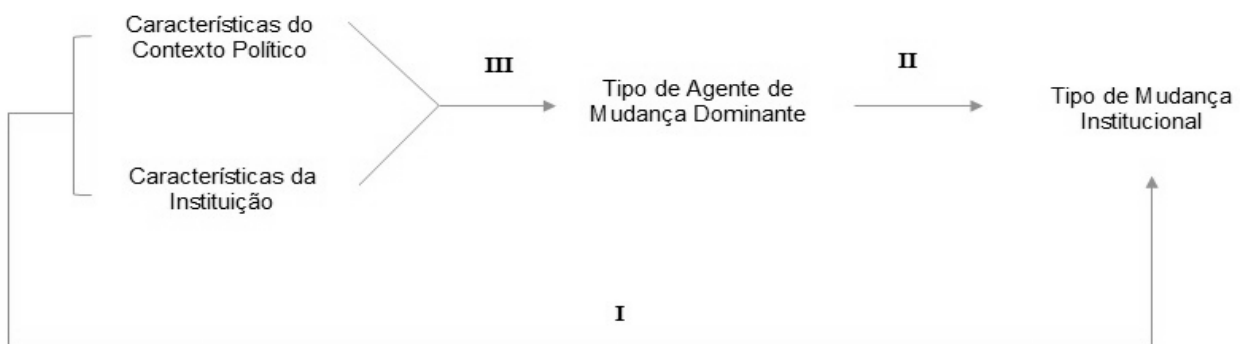 Características do
Contexto Político
III
Tipo de Agente de
Mudança Dominante
II
Tipo de Mudança
Institucional
Características da
Instituição
I